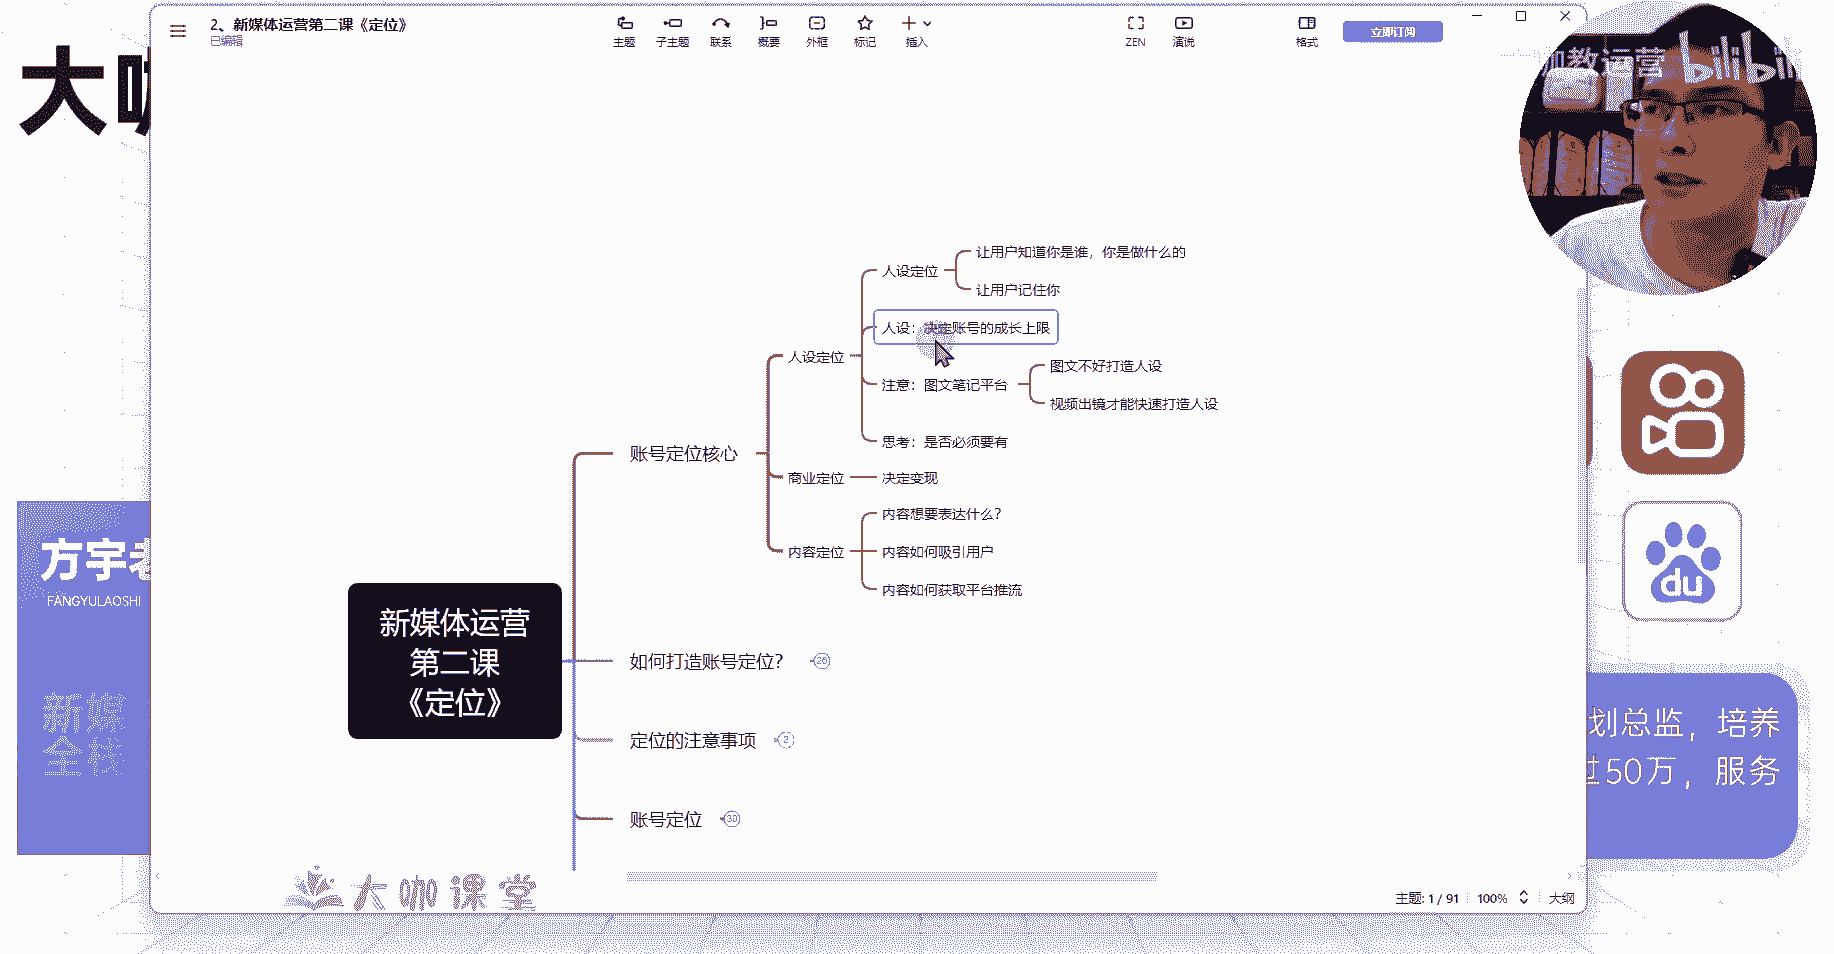 2、新媒体运营第二课《定位》
已编辑
主题
子主题
联系
概要
外框
标记
插入
ZEN
演说
格式
立即订阅
大咖
咖教运营 bilibili
人设定位
让用户知道你是谁，你是做什么的
让用户记住你
人设：决定账号的成长上限
人设定位
注意：图文笔记平台
图文不好打造人设
视频出镜才能快速打造人设
思考：是否必须要有
账号定位核心
商业定位
决定变现
内容定位
内容想要表达什么？
内容如何吸引用户
内容如何获取平台推流
新媒体运营
第二课
《定位》
如何打造账号定位？
26
定位的注意事项
2
账号定位
30
方宇老
FANGYULAOSHI
新媒
全栈
du
划总监，培养
过50万，服务
大咖课堂
主题: 1 / 91
100%
大纲